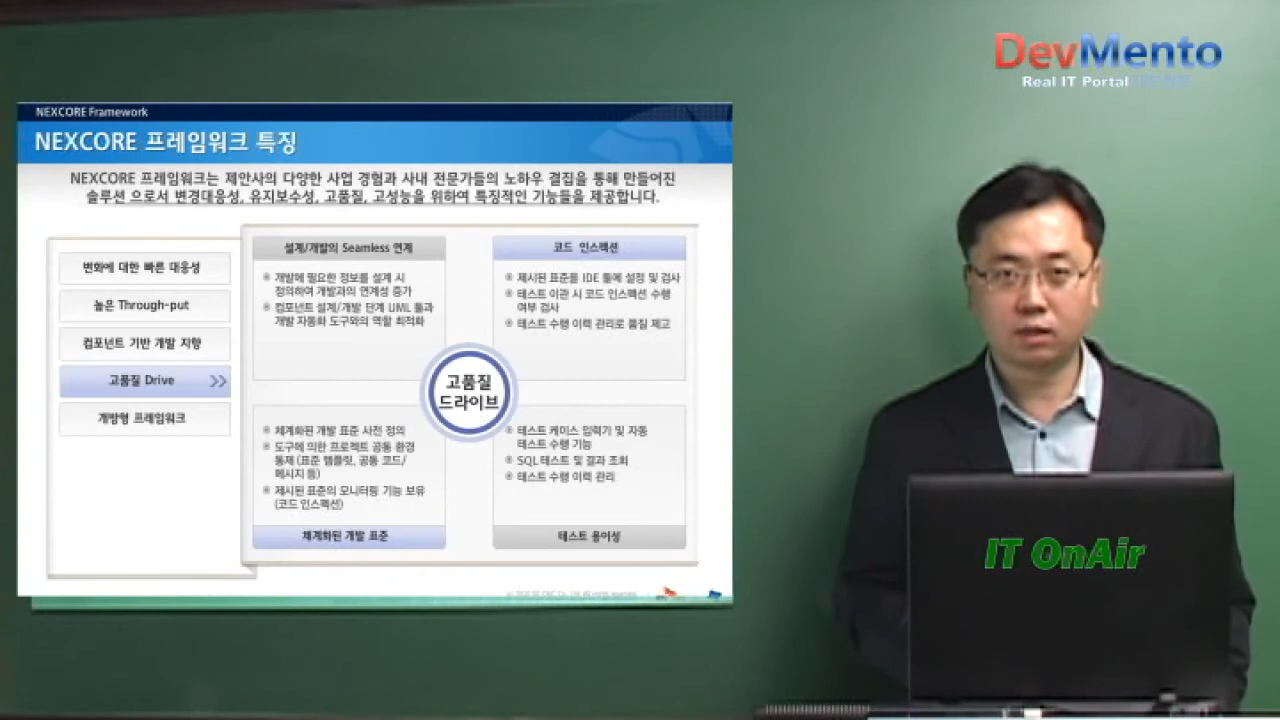 DevMento
Real IT Portal
NEXCORE Framework
NEXCORE 프레임워크 특징
NEXCORE 프레임워크는 제안사의 다양한 사업 경험과 사내 전문가들의 노하우 결집을 통해 만들어진
솔루션 으로서 변경대응성, 유지보수성, 고품질, 고성능을 위하여 특징적인 기능들을 제공합니다.
변화에 대한 빠른 대응성
높은 Through-put
컴포넌트 기반 개발 지향
고품질 Drive
개방형 프레임워크
설계/개발의 Seamless 연계
개발에 필요한 정보를 설계 시
정의하여 개발과의 연계성 증가
컴포넌트 설계/개발 단계 UML 툴과
개발 자동화 도구와의 역할 최적화
코드 인스펙션
제시된 표준을 IDE 툴에 설정 및 검사
테스트 이관 시 코드 인스펙션 수행
여부 검사
테스트 수행 이력 관리로 품질 제고
고품질
드라이브
체계화된 개발 표준 사전 정의
도구에 의한 프로젝트 공통 환경
통제 (표준 템플릿, 공통 코드/
메시지 등)
제시된 표준의 모니터링 기능 보유
(코드 인스펙션)
체계화된 개발 표준
테스트 케이스 입력기 및 자동
테스트 수행 기능
SQL 테스트 및 결과 조회
테스트 수행 이력 관리
테스트 용이성
IT OnAir